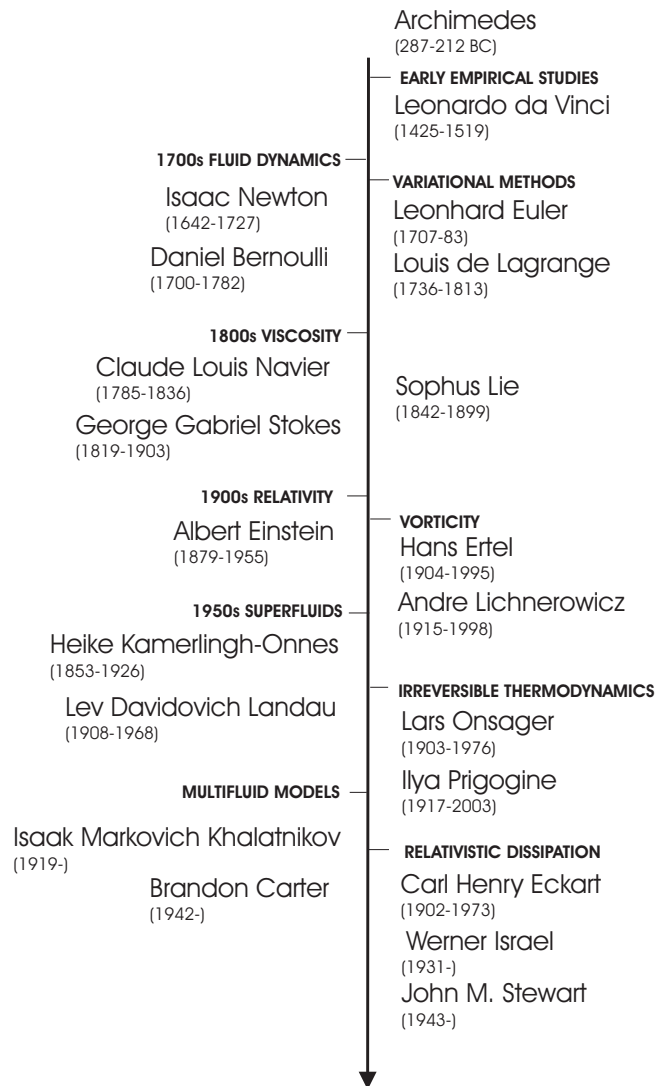 Archimedes
(287-212 BC)
EARLY EMPIRICAL STUDIES
Leonardo da Vinci
(1425-1519)
1700s FLUID DYNAMICS
Isaac Newton
(1642-1727)
Daniel Bernoulli
(1700-1782)
VARIATIONAL METHODS
Leonhard Euler
(1707-83)
Louis de Lagrange
(1736-1813)
1800s VISCOSITY
Claude Louis Navier
(1785-1836)
George Gabriel Stokes
(1819-1903)
Sophus Lie
(1842-1899)
1900s RELATIVITY
Albert Einstein
(1879-1955)
VORTICITY
Hans Ertel
(1904-1995)
Andre Lichnerowicz
(1915-1998)
1950s SUPERFLUIDS
Heike Kamerlingh-Onnes
(1853-1926)
Lev Davidovich Landau
(1908-1968)
IRREVERSIBLE THERMODYNAMICS
Lars Onsager
(1903-1976)
Ilya Prigogine
(1917-2003)
MULTIFLUID MODELS
Isaak Markovich Khalatnikov
(1919-)
Brandon Carter
(1942-)
RELATIVISTIC DISSIPATION
Carl Henry Eckart
(1902-1973)
Werner Israel
(1931-)
John M. Stewart
(1943-)